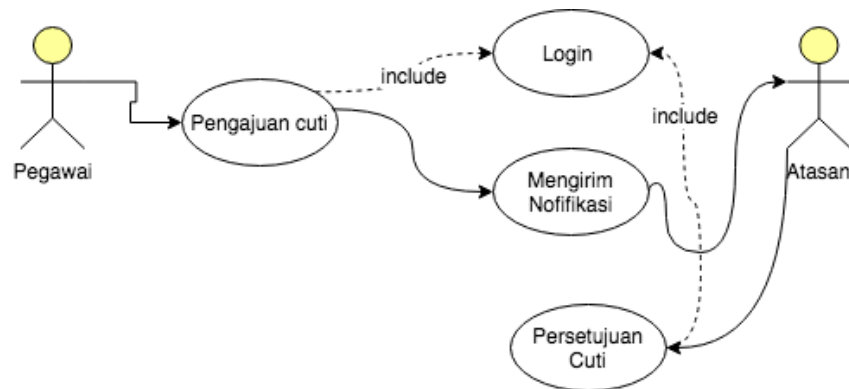 Login
include
Pengajuan cuti
include
Pegawai
Mengirim
Nofifikasi
Atasan
Persetujuan
Cuti